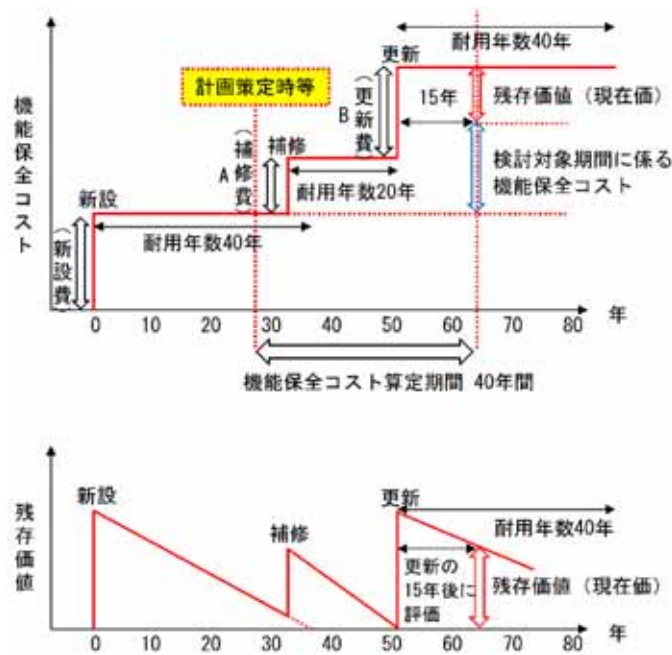 機能保全コスト
計画策定時等
新設
(新設費)
耐用年数40年
A
(補修費)
補修
耐用年数20年
B
(更新費)
更新
耐用年数40年
15年
残存価値(現在価)
検討対象期間に係る
機能保全コスト
0 10 20 30 40 50 60 70 80 年
機能保全コスト算定期間 40年間
残存価値
新設
補修
更新
耐用年数40年
更新の
15年後に
評価
残存価値(現在価)
0 10 20 30 40 50 60 70 80 年